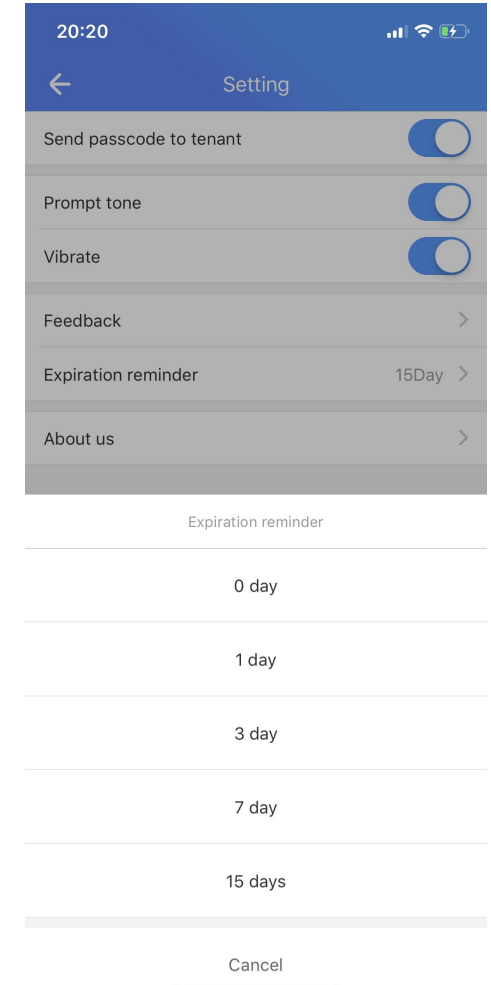 20:20
Setting
Send passcode to tenant
Prompt tone
Vibrate
Feedback
Expiration reminder 15Day
About us
Expiration reminder
0 day
1 day
3 day
7 day
15 days
Cancel